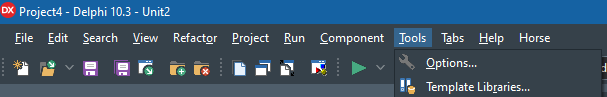 DX Project4 - Delphi 10.3 - Unit2
File Edit Search View Refactor Project Run Component Tools Tabs Help Horse
Options...
Template Libraries...